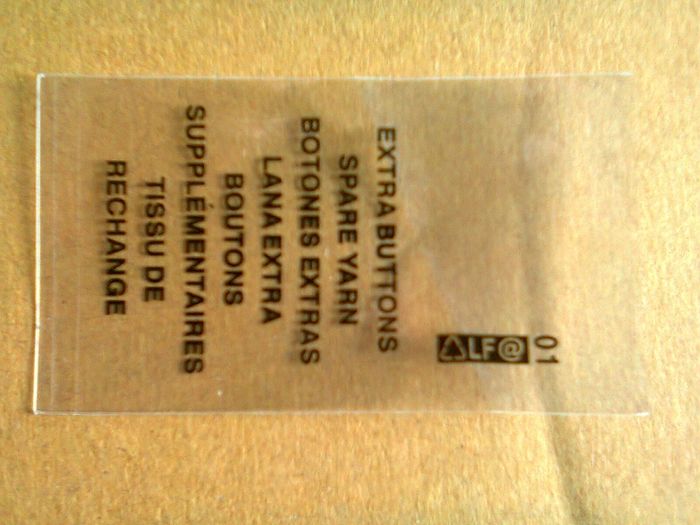 01
LF@
EXTRA BUTTONS
SPARE YARN
BOTONES EXTRAS
LANA EXTRA
BOUTONS
SUPPLÉMENTAIRES
TISSU DE
RECHANGE